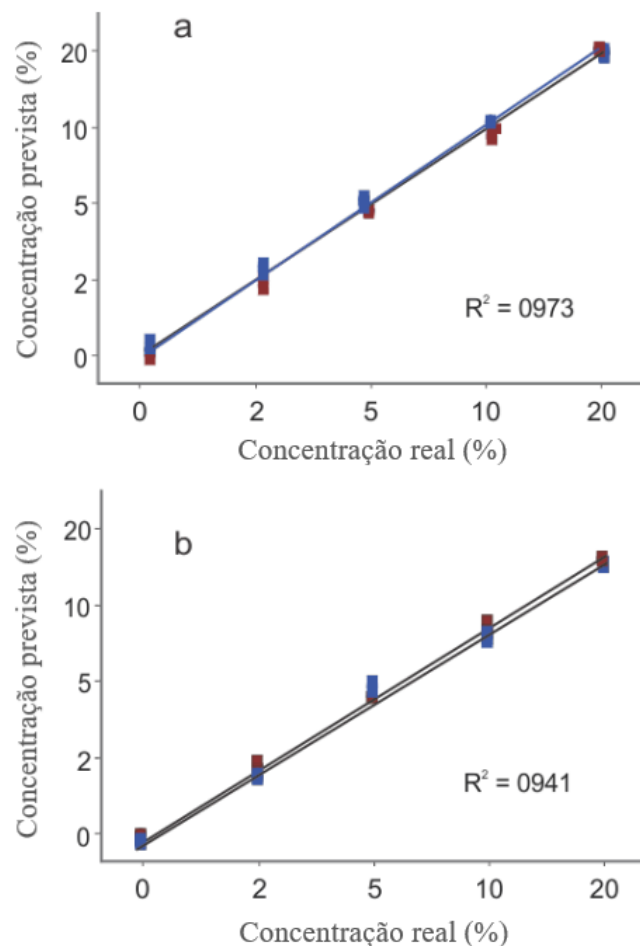 a
Concentração prevista (%)
20
10
5
2
0
R² = 0973
0 2 5 10 20
Concentração real (%)
b
Concentração prevista (%)
20
10
5
2
0
R² = 0941
0 2 5 10 20
Concentração real (%)